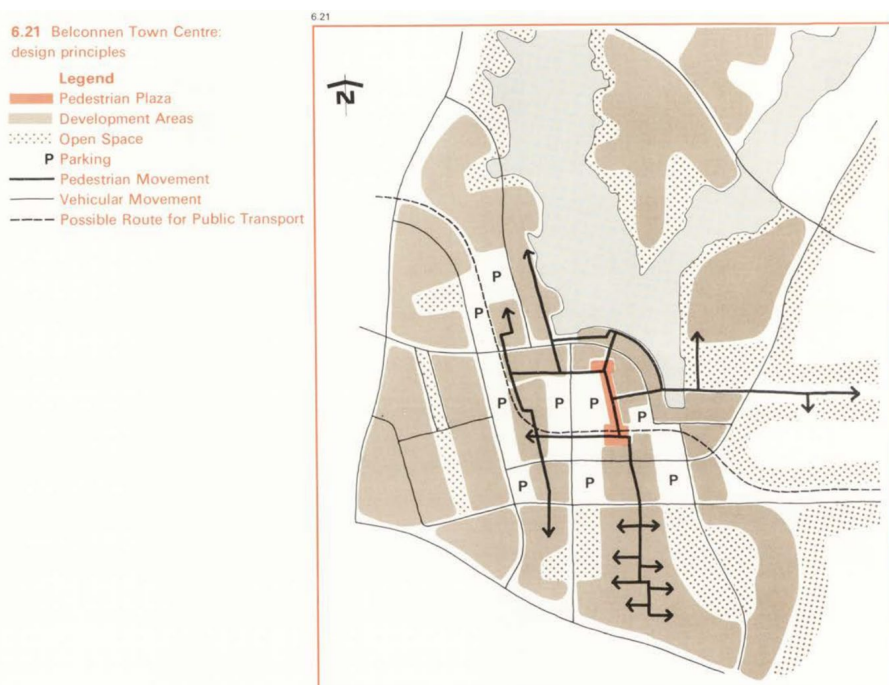 6.21 Belconnen Town Centre:
design principles
Legend
Pedestrian Plaza
Development Areas
Open Space
P Parking
Pedestrian Movement
Vehicular Movement
Possible Route for Public Transport
6.21
N
P
P
P
P
P
P
P
P
P